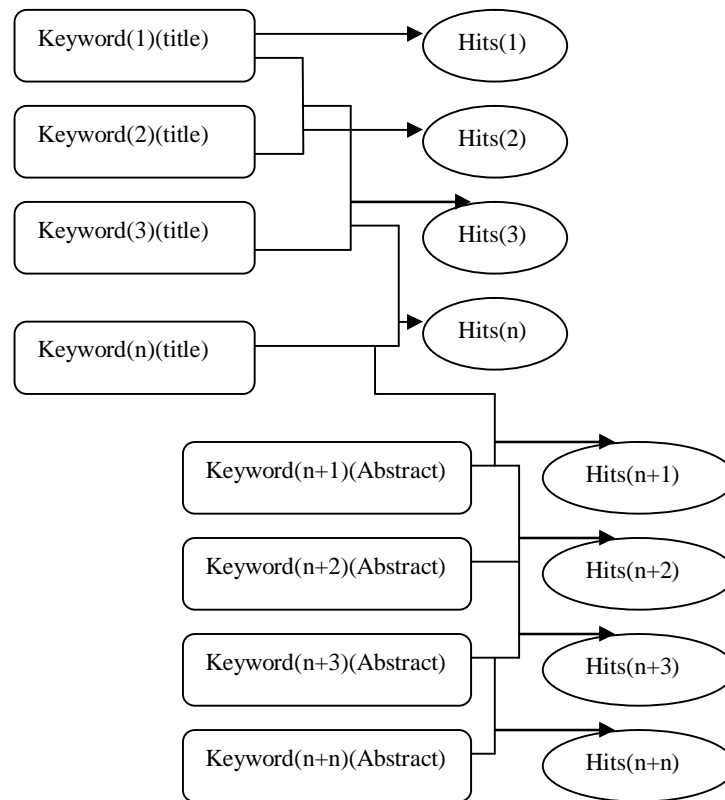 Keyword(1)(title)
Hits(1)
Keyword(2)(title)
Hits(2)
Keyword(3)(title)
Hits(3)
Keyword(n)(title)
Hits(n)
Keyword(n+1)(Abstract)
Hits(n+1)
Keyword(n+2)(Abstract)
Hits(n+2)
Keyword(n+3)(Abstract)
Hits(n+3)
Keyword(n+n)(Abstract)
Hits(n+n)